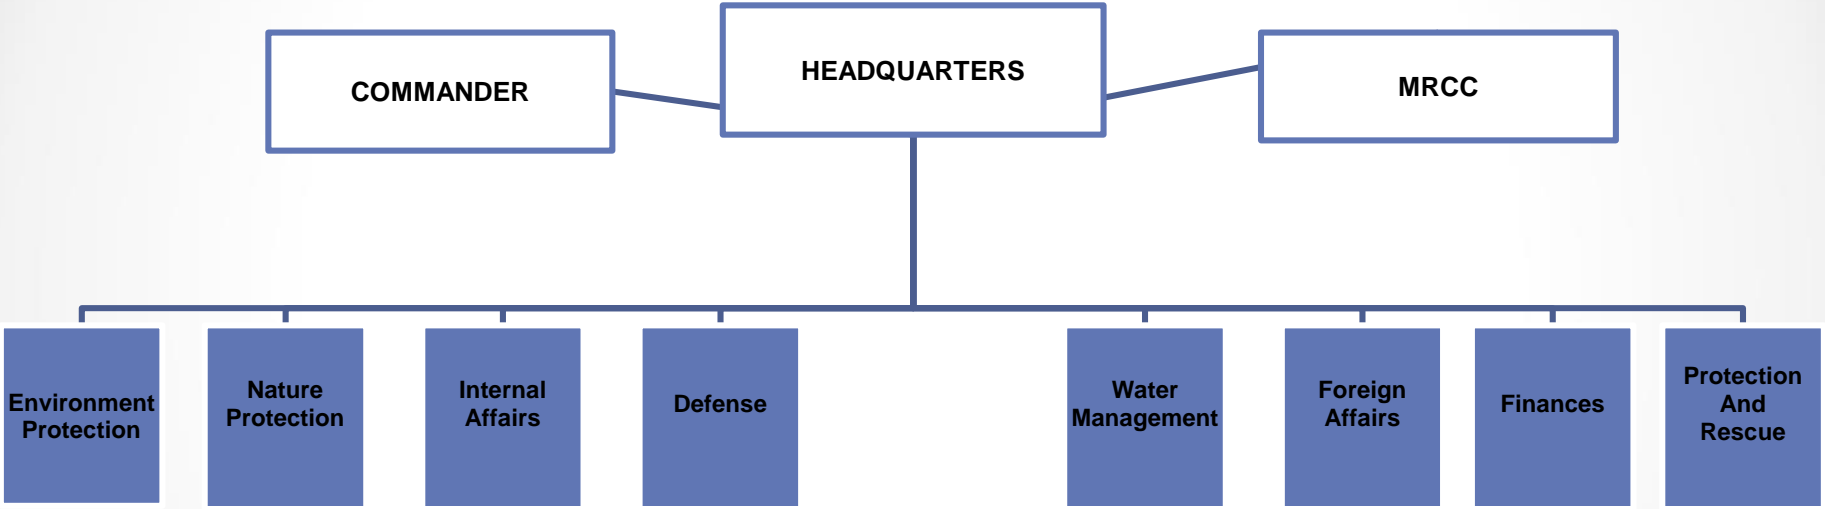 COMMANDER
HEADQUARTERS
MRCC
Environment
Protection
Nature
Protection
Internal
Affairs
Defense
Water
Management
Foreign
Affairs
Finances
Protection
And
Rescue